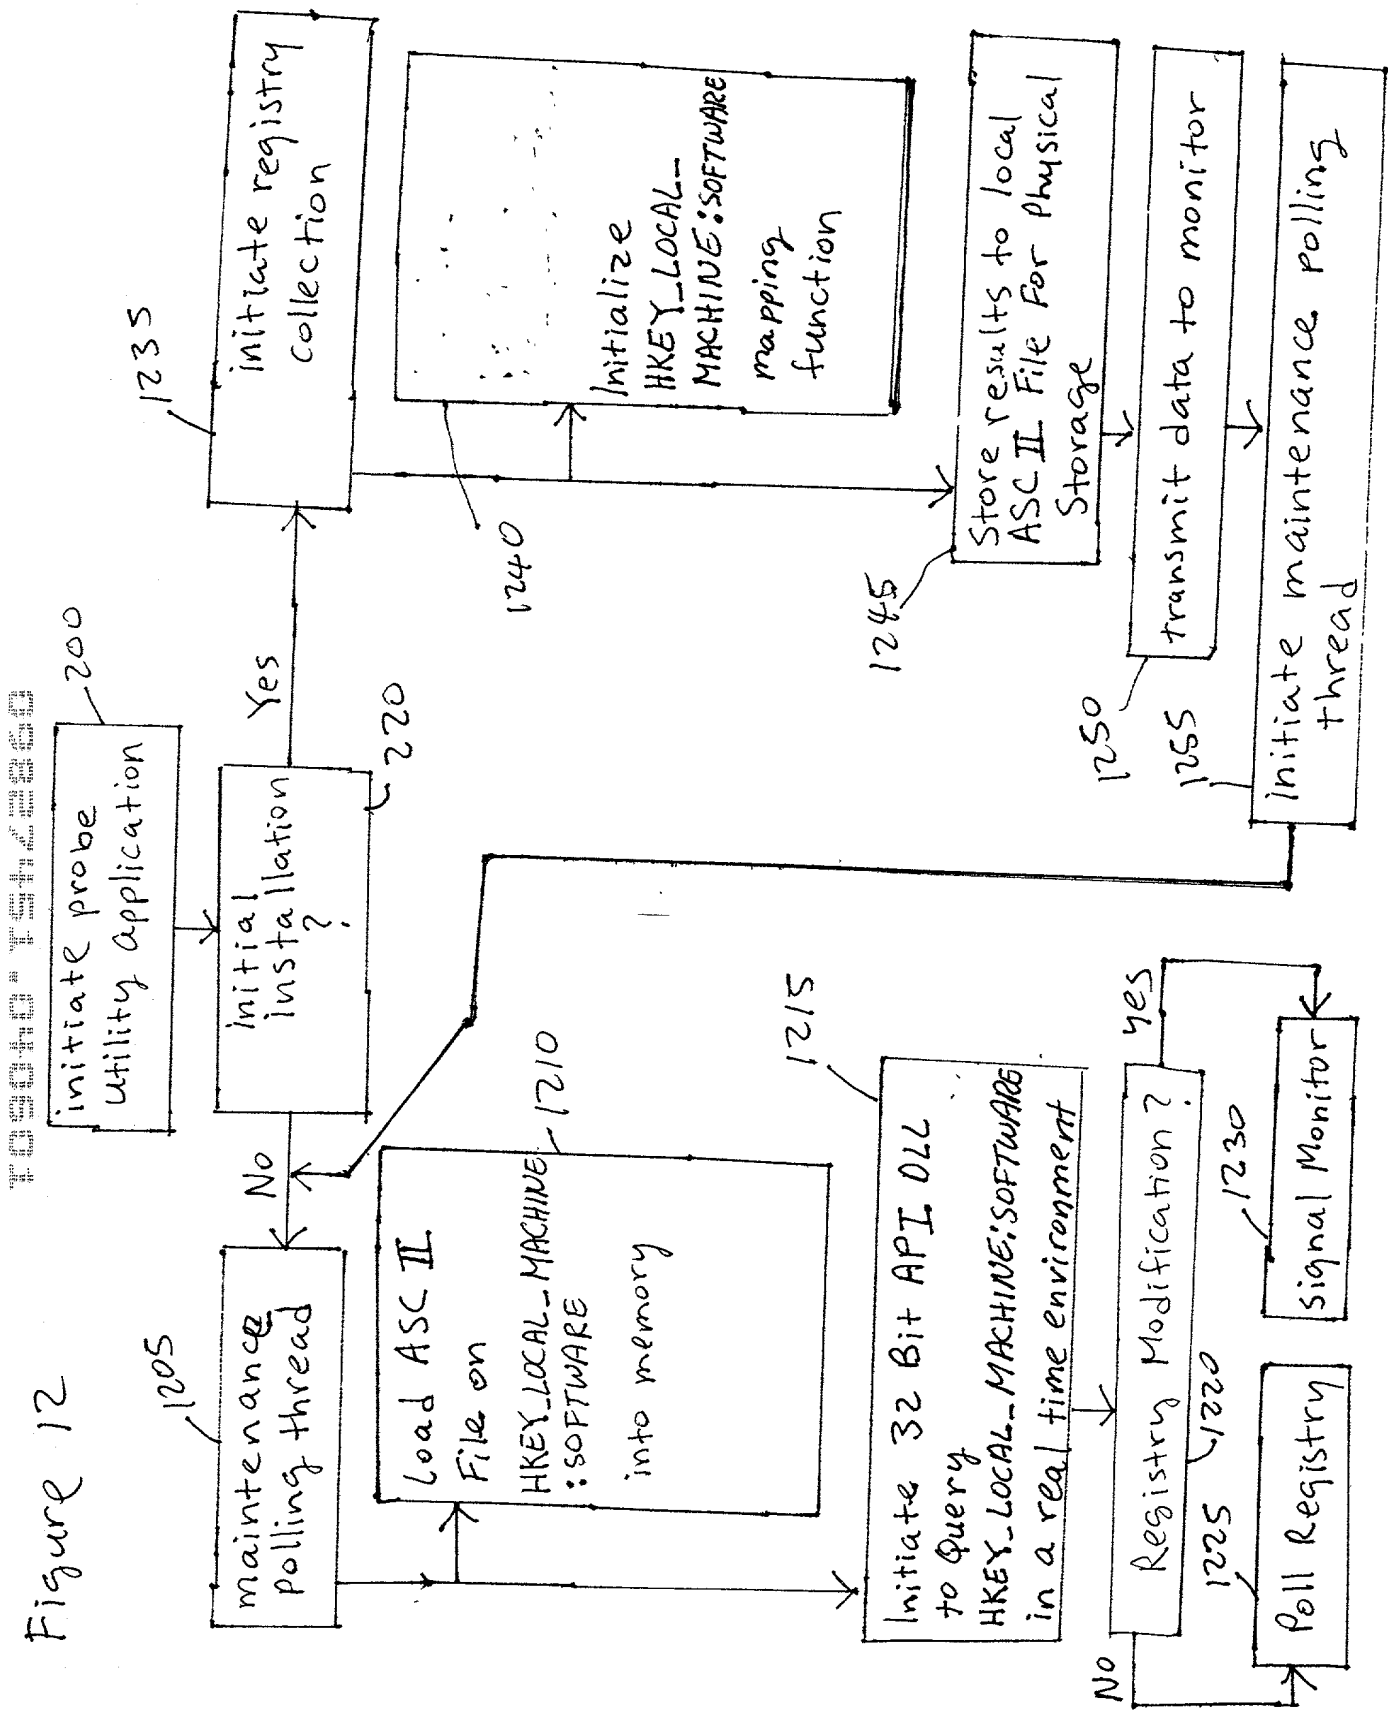 Figure 12
initiate probe
utility application
200
initial
installation
?
220
No
Yes
maintenance
polling thread
1205
Load ASC II
File on
HKEY_LOCAL_MACHINE
:SOFTWARE
into memory
1210
Initiate 32 Bit API DLL
to Query
HKEY_LOCAL_MACHINE:SOFTWARE
in a real time environment
1215
Registry Modification?
1220
No
yes
Poll Registry
1225
signal Monitor
1230
initiate registry
collection
1235
Initialize
HKEY_LOCAL_
MACHINE:SOFTWARE
mapping
function
1240
Store results to local
ASC II File For Physical
Storage
1245
transmit data to monitor
1250
initiate maintenance polling
thread
1255